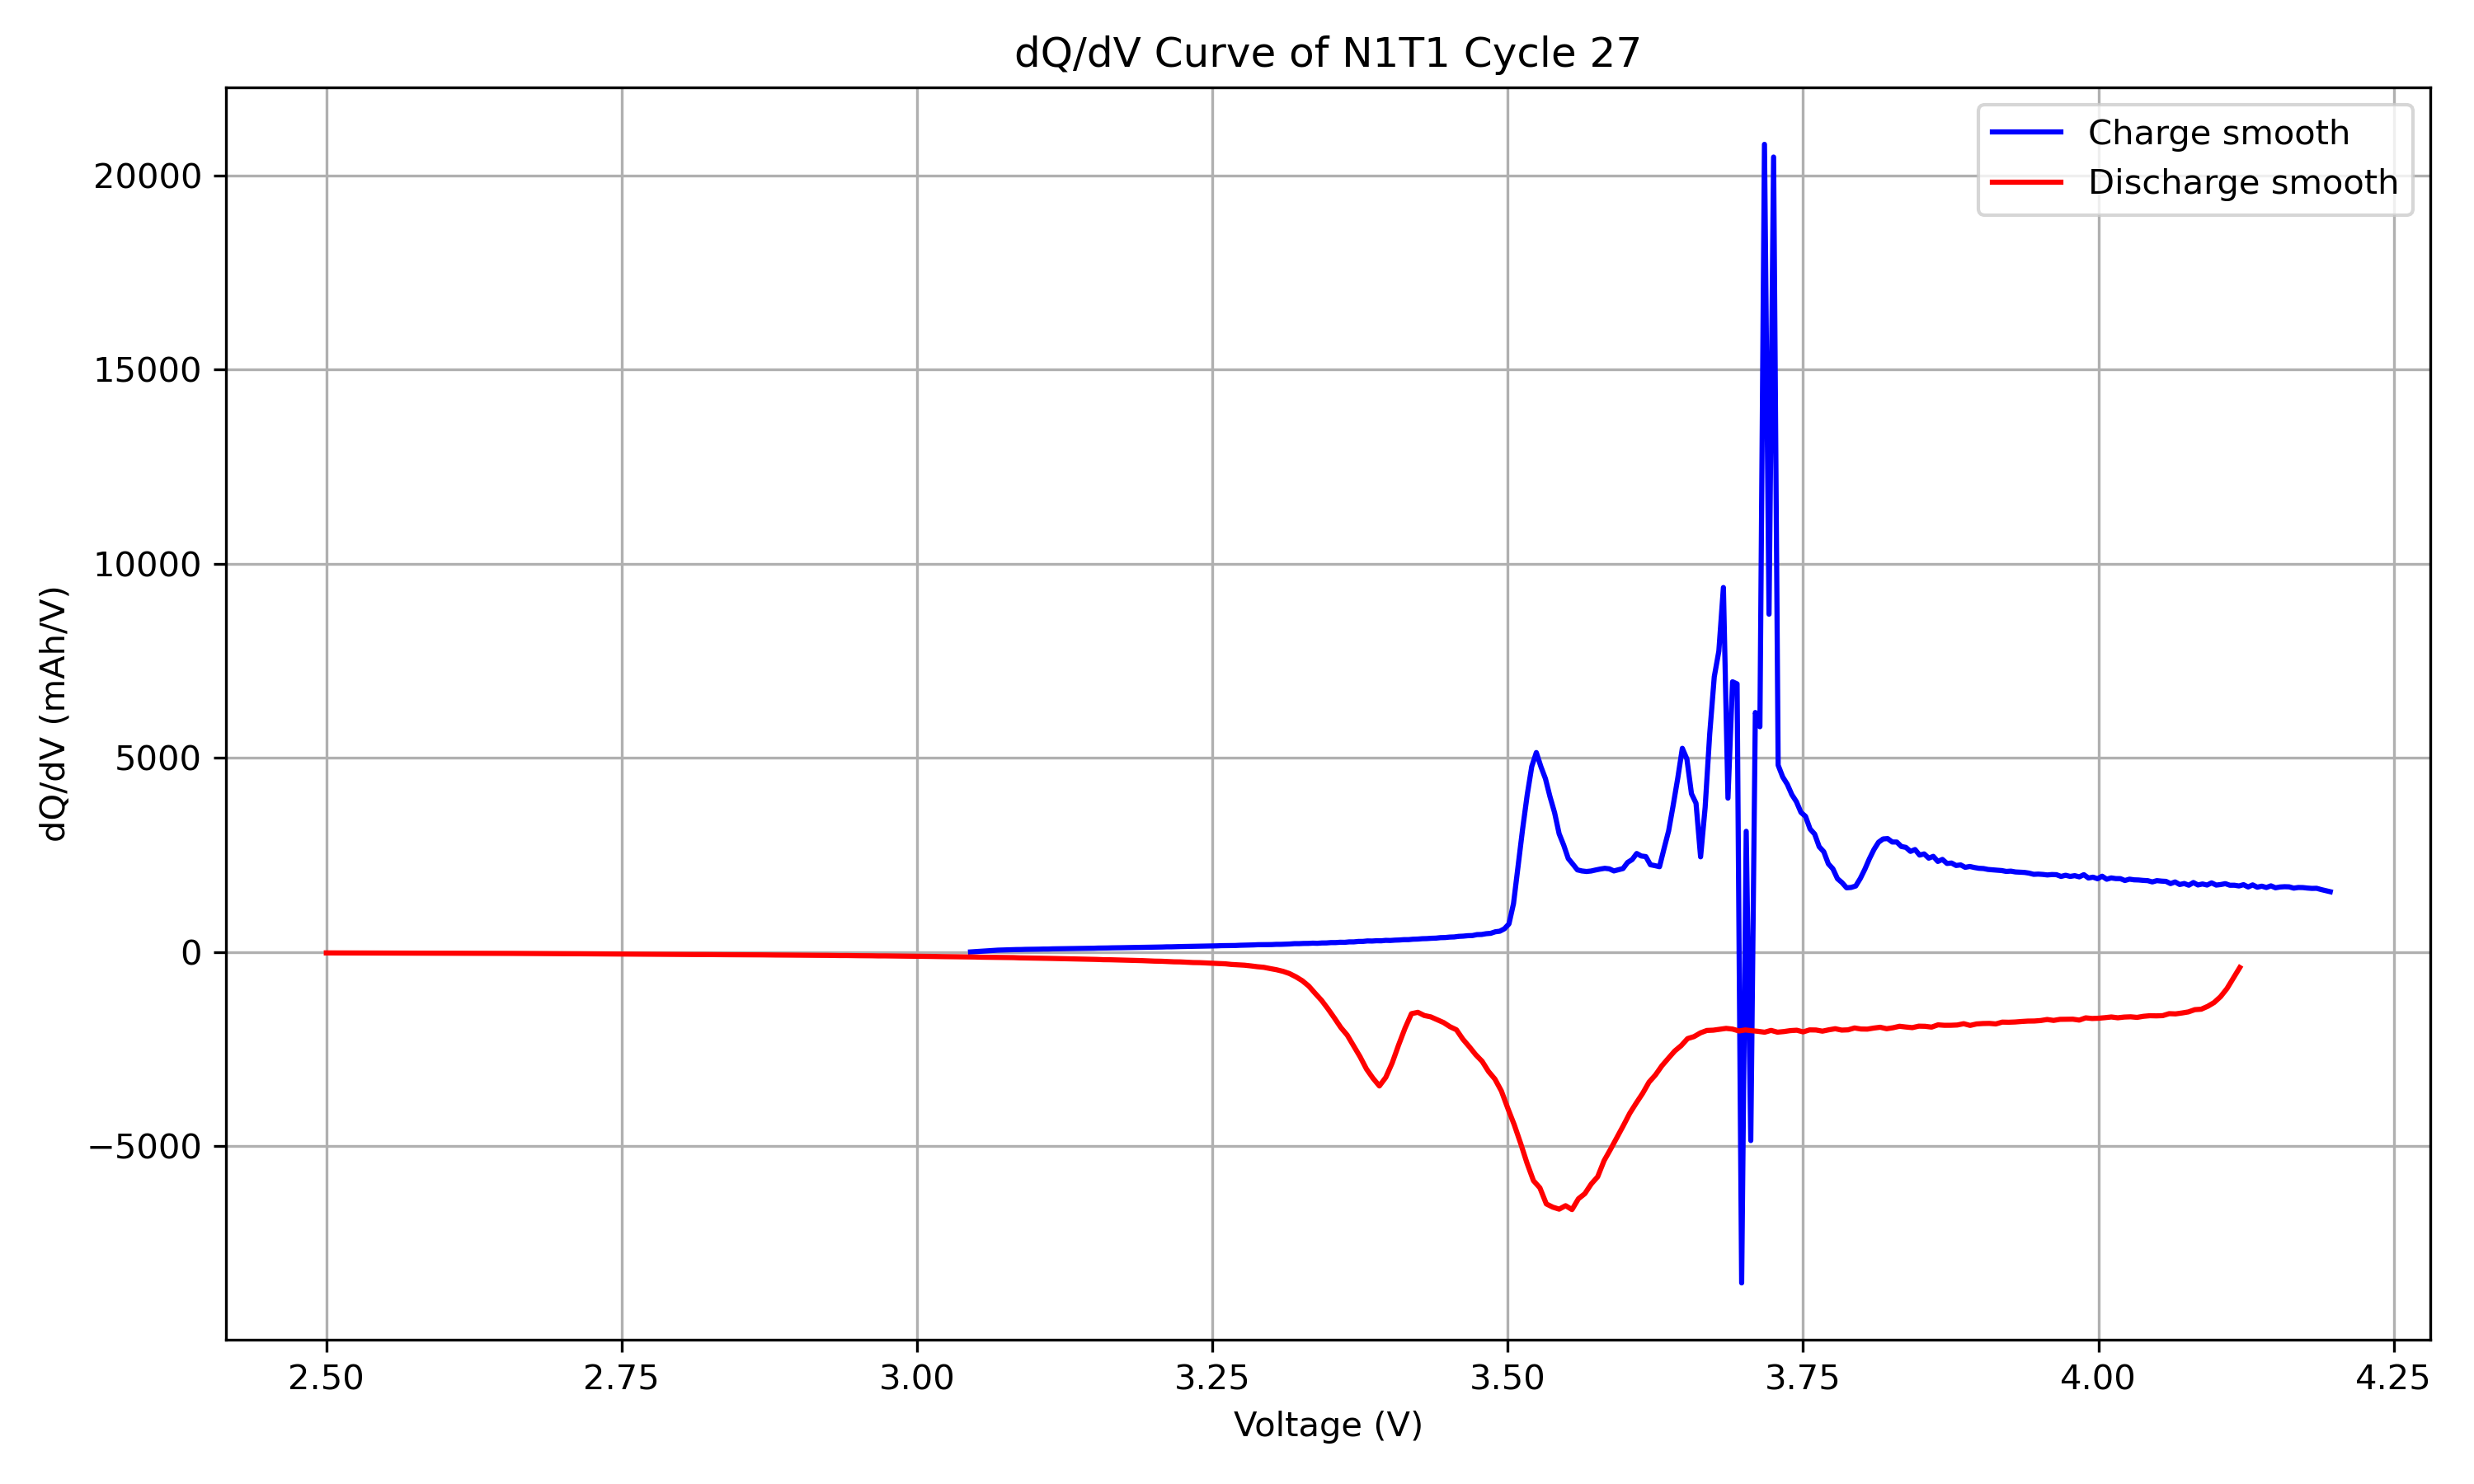 dQ/dV Curve of N1T1 Cycle 27
Charge smooth
Discharge smooth
dQ/dV (mAh/V)
20000
15000
10000
5000
0
−5000
2.50 2.75 3.00 3.25 3.50 3.75 4.00 4.25
Voltage (V)